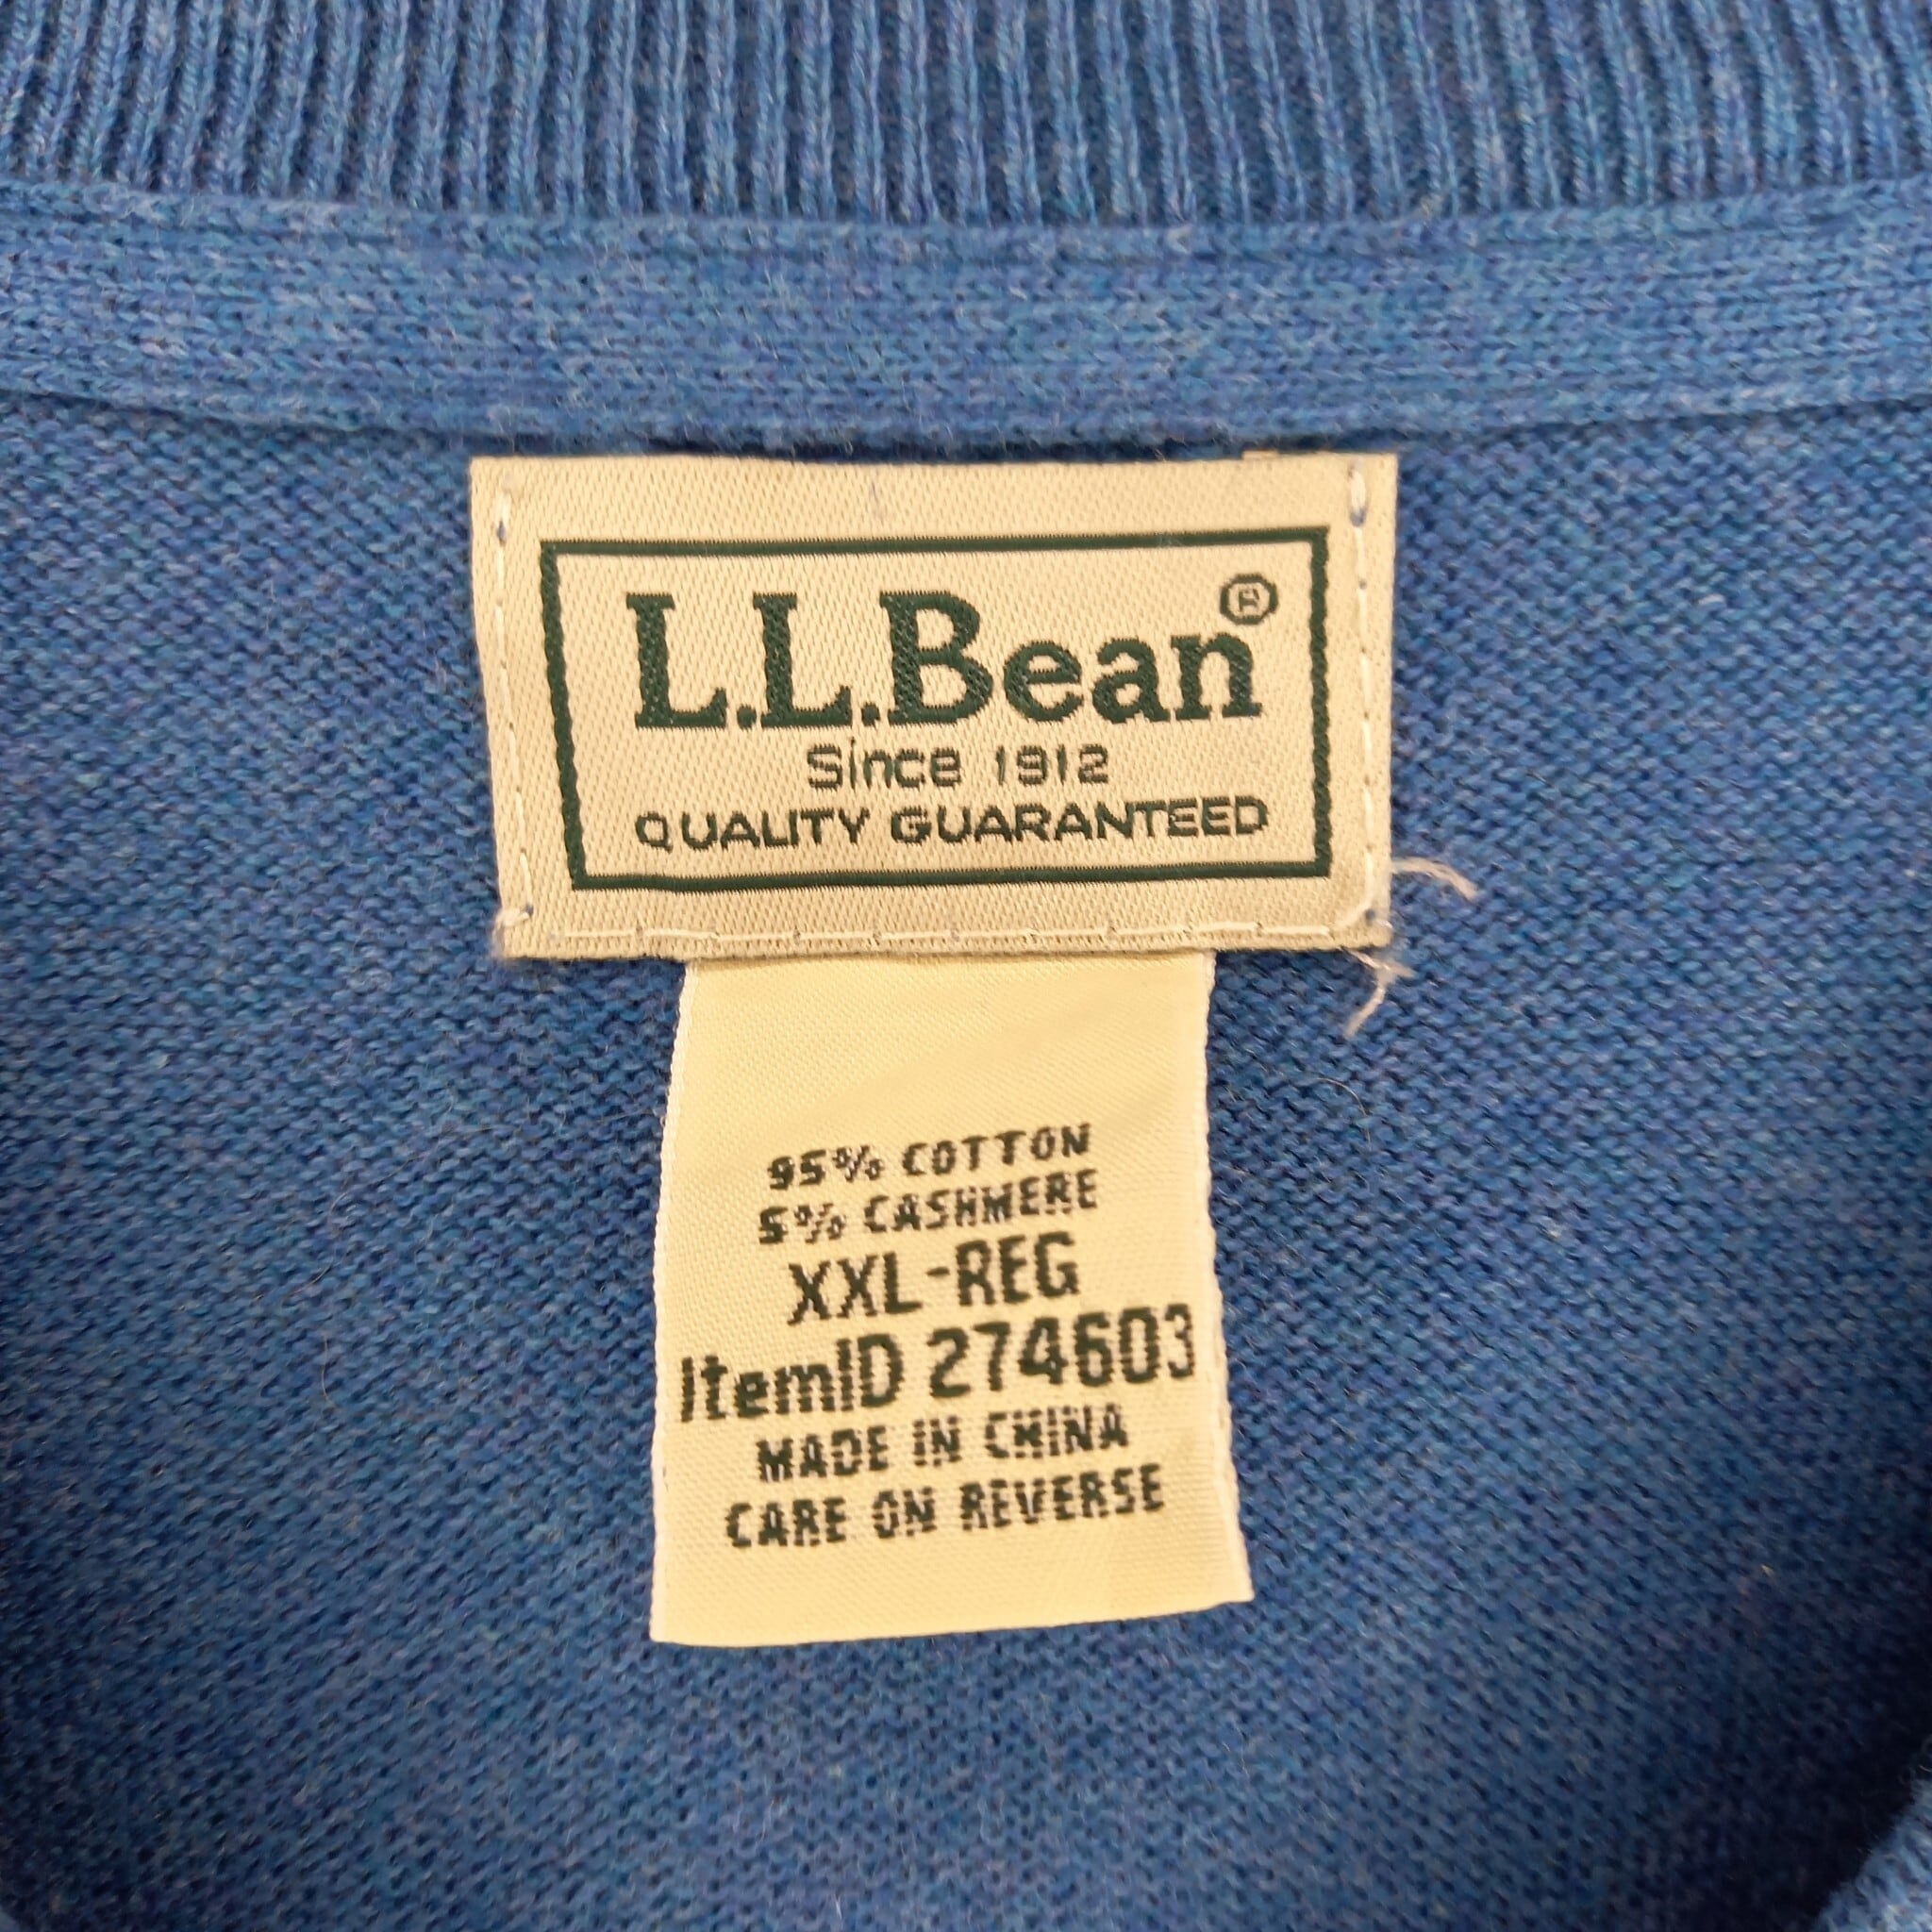 L.L.Bean®
Since 1912
QUALITY GUARANTEED
95% COTTON
5% CASHMERE
XXL-REG
ItemID 274603
MADE IN CHINA
CARE ON REVERSE